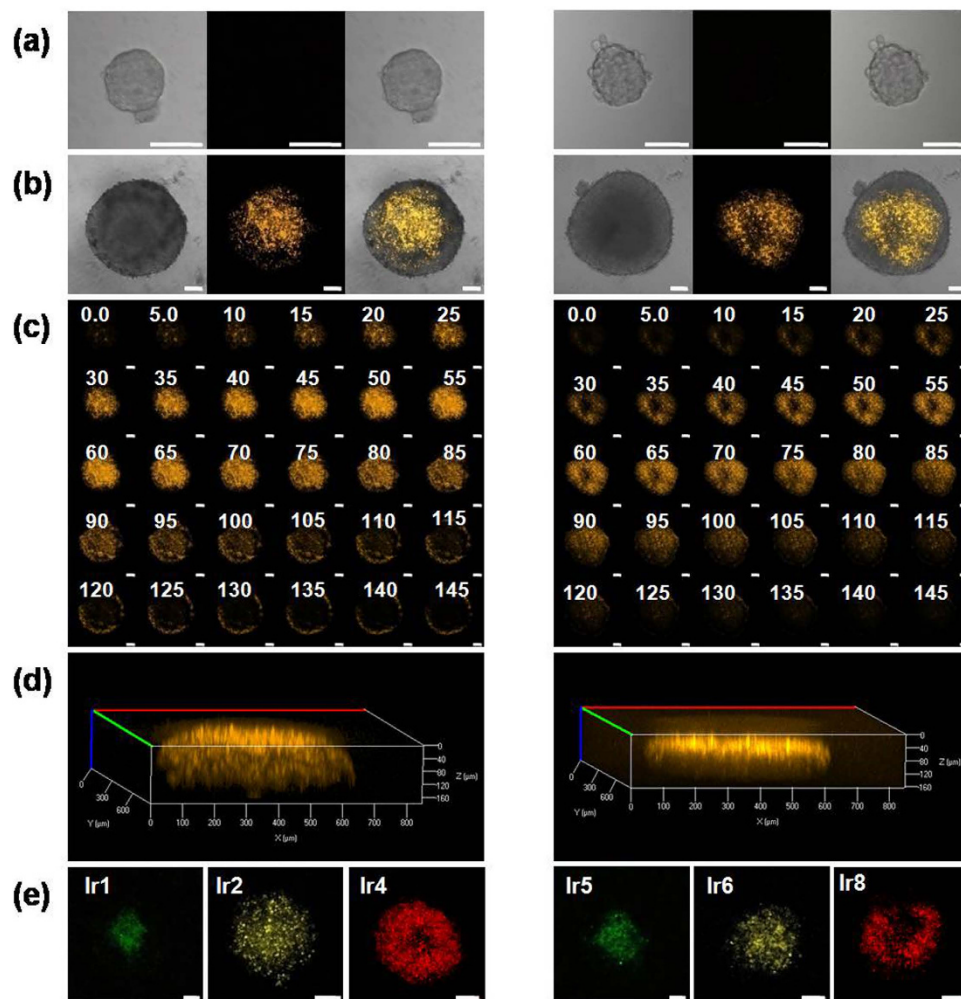 (a)
(b)
(c)
0.0 5.0 10 15 20 25
30 35 40 45 50 55
60 65 70 75 80 85
90 95 100 105 110 115
120 125 130 135 140 145
0.0 5.0 10 15 20 25
30 35 40 45 50 55
60 65 70 75 80 85
90 95 100 105 110 115
120 125 130 135 140 145
(d)
0
40
80
120
160
Z (µm)
0
300
600
Y (µm)
0 100 200 300 400 500 600 700 800
X (µm)
0
40
80
120
160
Z (µm)
0
300
600
Y (µm)
0 100 200 300 400 500 600 700 800
X (µm)
(e)
Ir1 Ir2 Ir4
Ir5 Ir6 Ir8